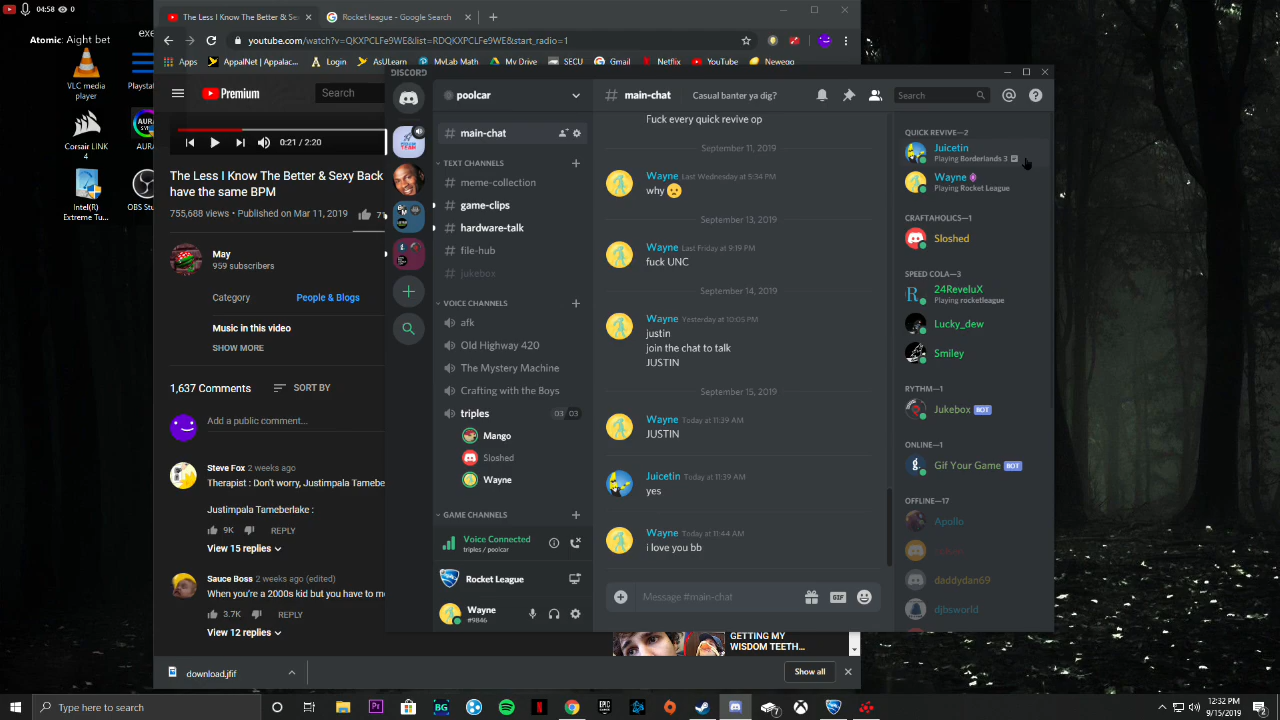 04:58 0
Atomic: Aight bet
exe
VLC media
player
Playsta
Corsair LINK
4
AURA
Intel(R)
Extreme Tu...
OBS Stu
The Less I Know The Better & Se
Rocket league - Google Search
youtube.com/watch?v=QKXPCLFe9WE&list=RDQKXPCLFe9WE&start_radio=1
Apps
AppalNet | Appalac...
Login
AsULearn
MyLab Math
My Drive
SECU
Gmail
Netflix
YouTube
Newegg
Premium
Search
0:21 / 2:20
The Less I Know The Better & Sexy Back
have the same BPM
755,688 views • Published on Mar 11, 2019
May
959 subscribers
Category
People & Blogs
Music in this video
SHOW MORE
1,637 Comments
SORT BY
Add a public comment...
Steve Fox 2 weeks ago
Therapist : Don't worry, Justimpala Tamebe
Justimpala Tameberlake :
9K
REPLY
View 15 replies
Sauce Boss 2 weeks ago (edited)
When you're a 2000s kid but you have to me
3.7K
REPLY
View 12 replies
GETTING MY
WISDOM TEETH...
download.jfif
Show all
DISCORD
poolcar
main-chat
TEXT CHANNELS
meme-collection
game-clips
hardware-talk
file-hub
jukebox
VOICE CHANNELS
afk
Old Highway 420
The Mystery Machine
Crafting with the Boys
triples
03 03
Mango
Sloshed
Wayne
GAME CHANNELS
Voice Connected
triples / poolcar
Rocket League
Wayne
#9846
# main-chat
Casual banter ya dig?
Search
Fuck every quick revive op
September 11, 2019
Wayne Last Wednesday at 9:34 PM
why
September 13, 2019
Wayne Last Friday at 9:19 PM
fuck UNC
September 14, 2019
Wayne Yesterday at 10:05 PM
justin
join the chat to talk
JUSTIN
September 15, 2019
Wayne Today at 11:39 AM
JUSTIN
Juicetin Today at 11:39 AM
yes
Wayne Today at 11:44 AM
i love you bb
Message #main-chat
GIF
QUICK REVIVE—2
Juicetin
Playing Borderlands 3
Wayne
Playing Rocket League
CRAFTAHOLICS—1
Sloshed
SPEED COLA—3
24ReveluX
Playing rocketleague
Lucky_dew
Smiley
RYTHM—1
Jukebox BOT
ONLINE—1
Gif Your Game BOT
OFFLINE—17
Apollo
daddydan69
djbsworld
Type here to search
12:32 PM
9/15/2019